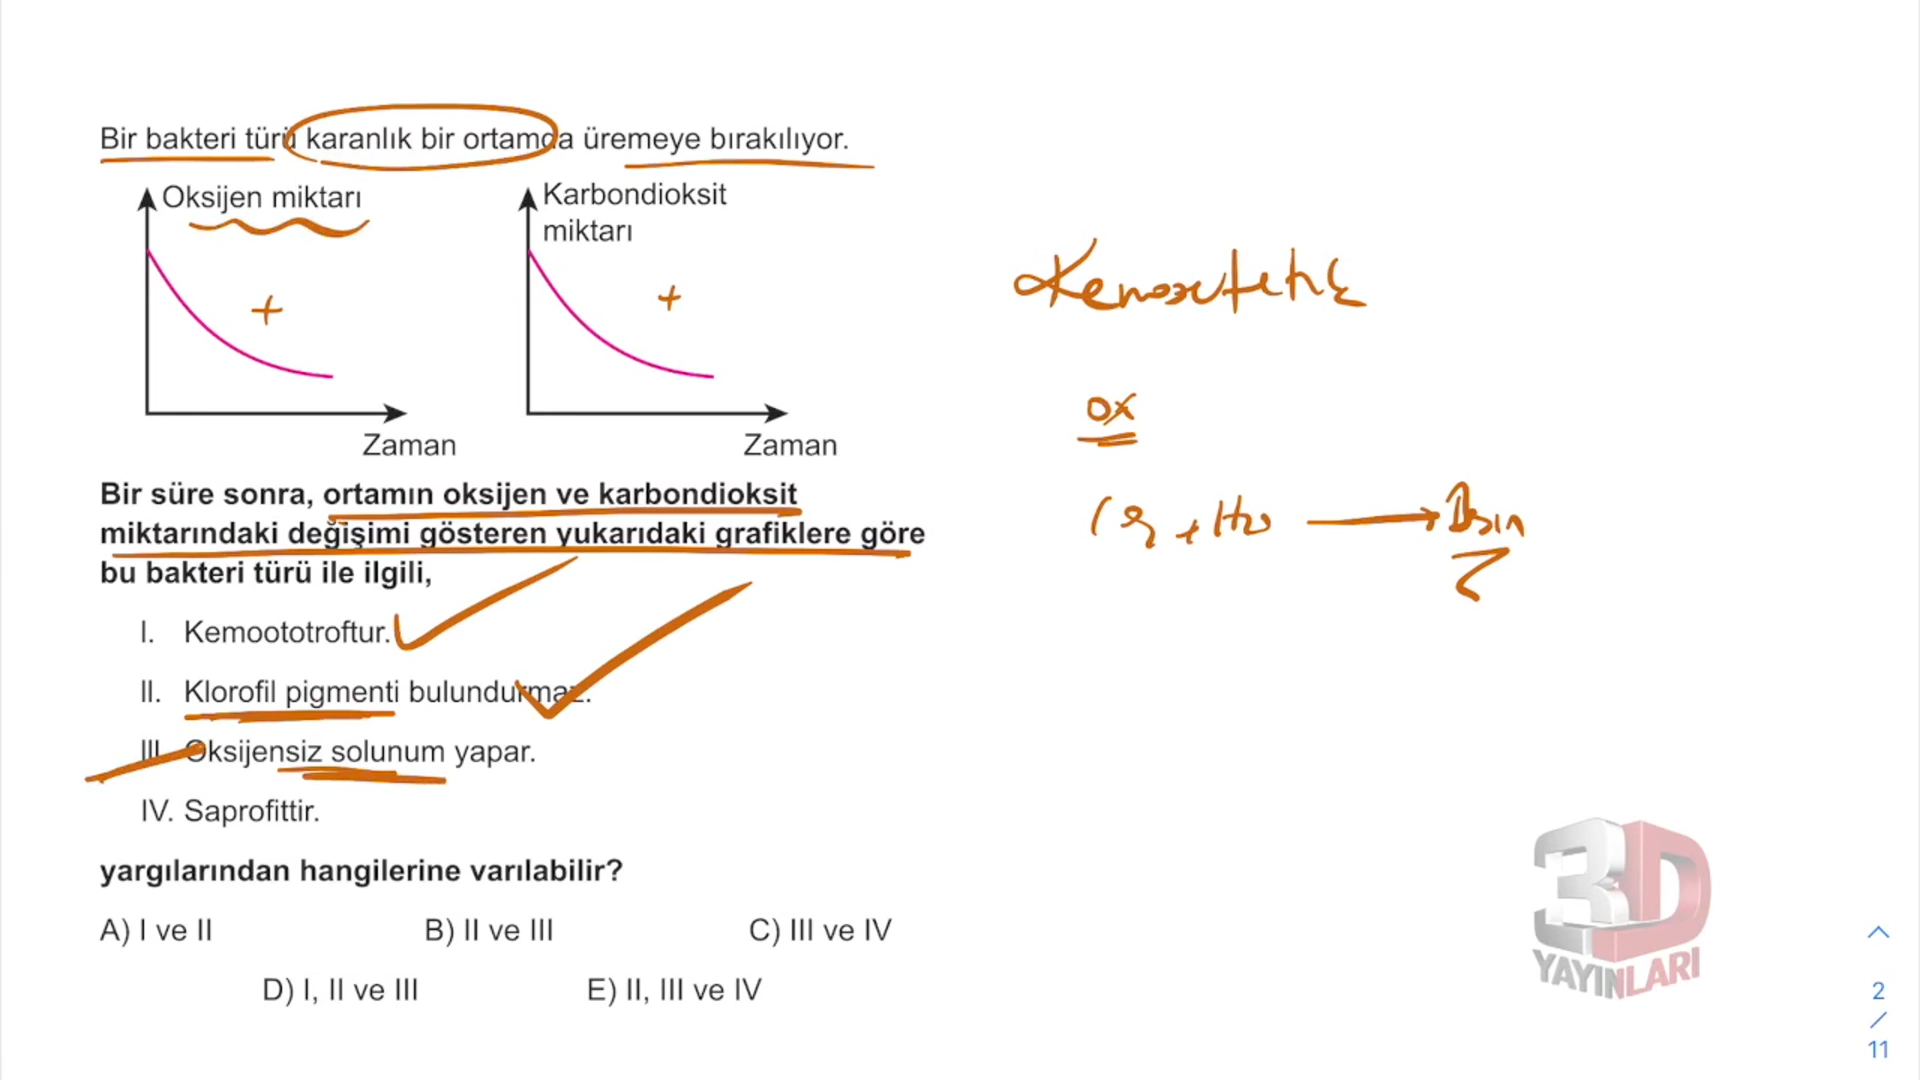 Bir bakteri türü karanlık bir ortamda üremeye bırakılıyor.
Oksijen miktarı
Karbondioksit
miktarı
+
+
Zaman
Zaman
Bir süre sonra, ortamın oksijen ve karbondioksit
miktarındaki değişimi gösteren yukarıdaki grafiklere göre
bu bakteri türü ile ilgili,
I. Kemoototroftur.
II. Klorofil pigmenti bulundurmaz.
III. Oksijensiz solunum yapar.
IV. Saprofittir.
yargılarından hangilerine varılabilir?
A) I ve II
B) II ve III
C) III ve IV
D) I, II ve III
E) II, III ve IV
ox
3D
YAYINLARI
2
/
11